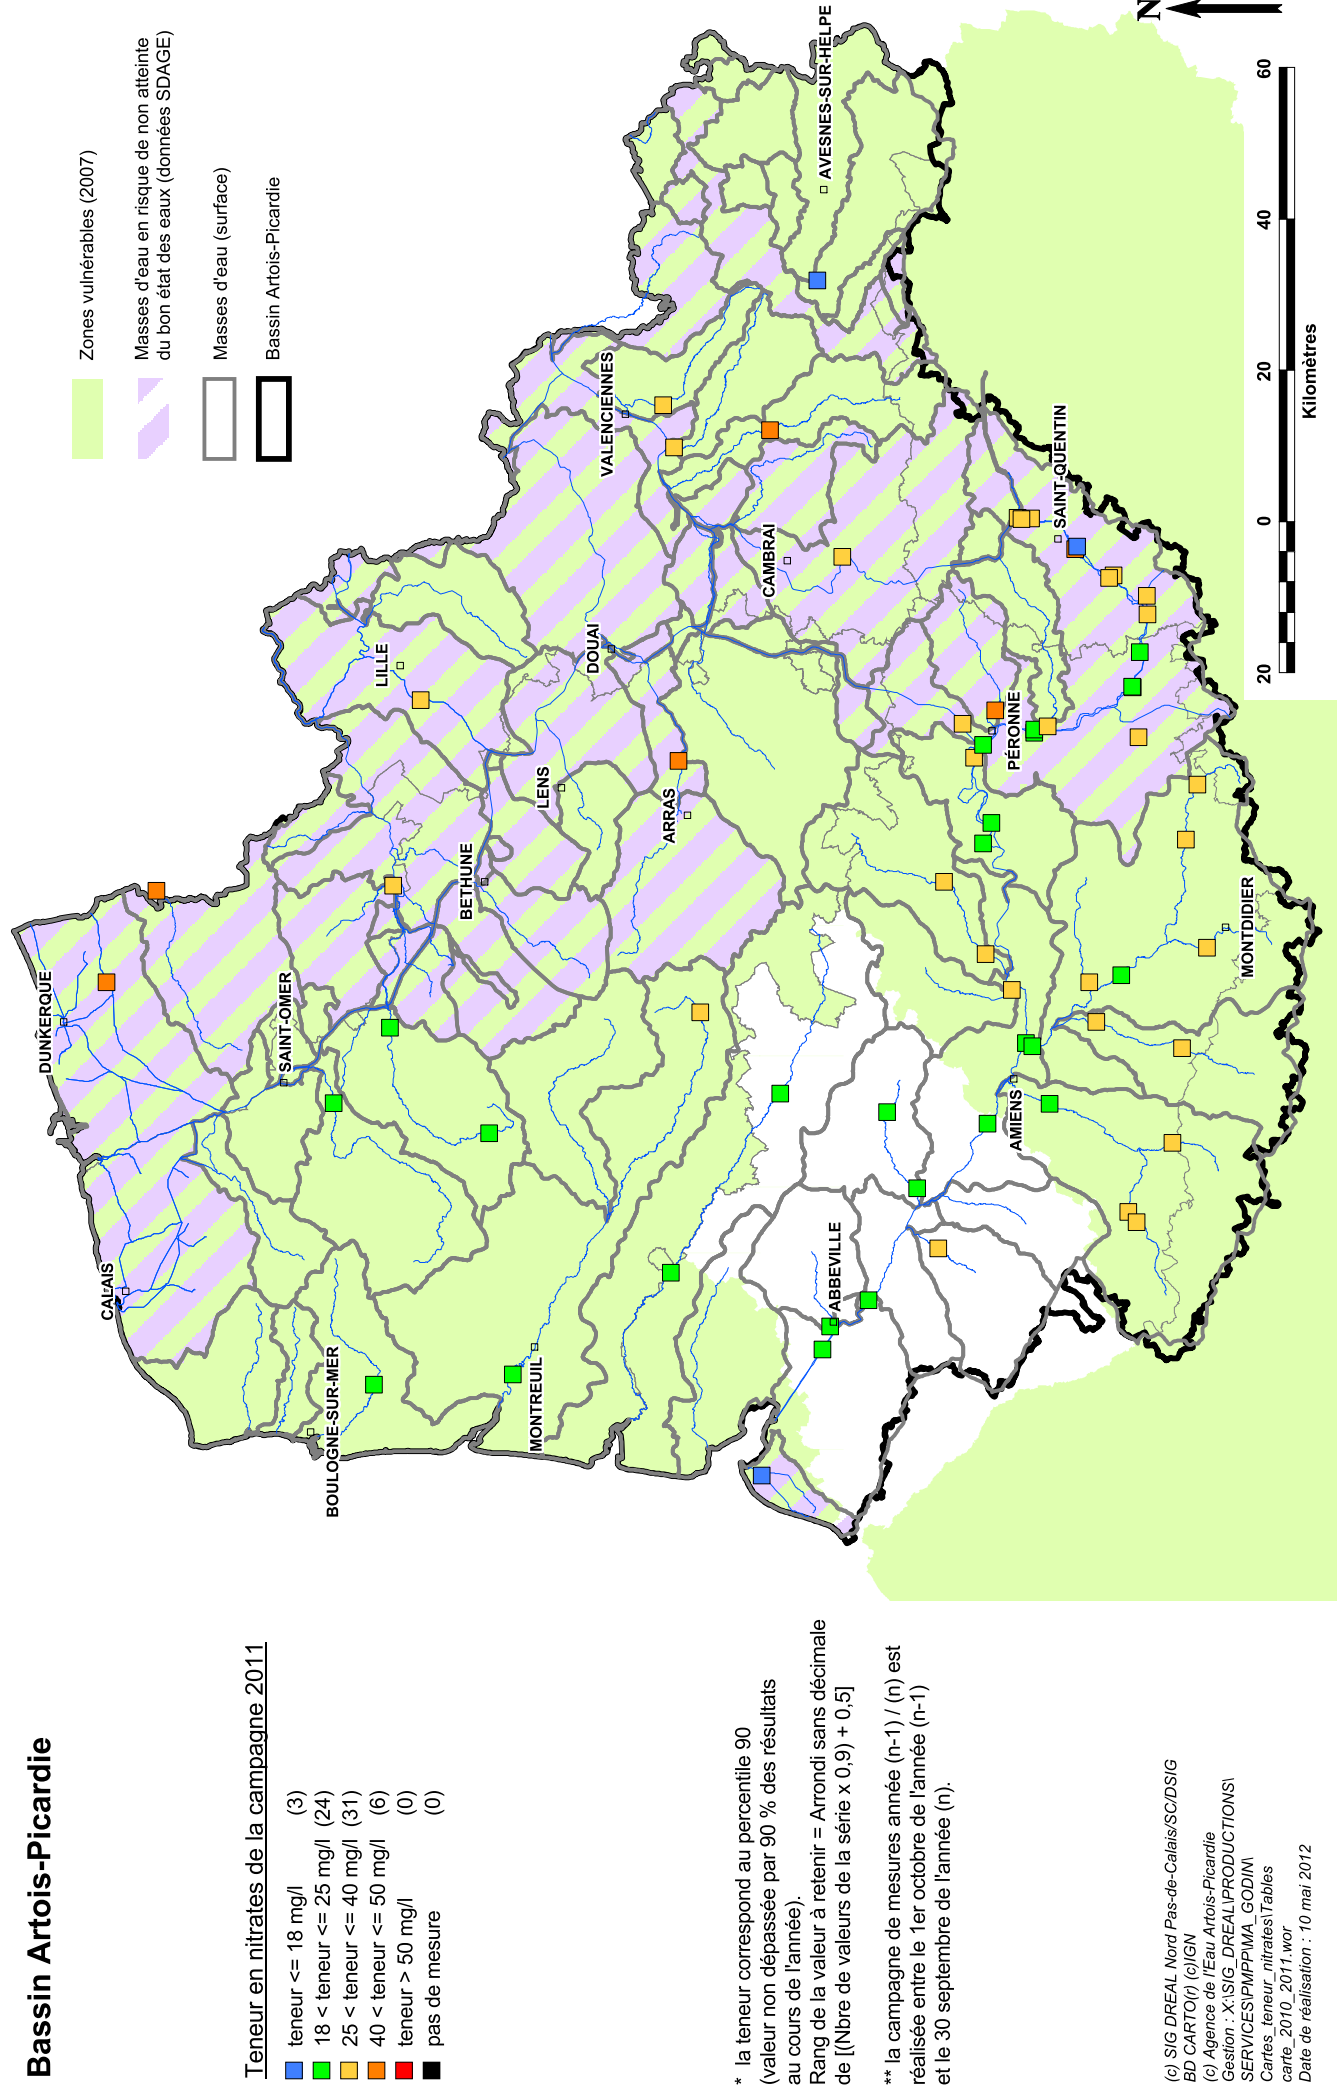 Bassin Artois-Picardie
Teneur en nitrates de la campagne 2011
teneur <= 18 mg/l (3)
18 < teneur <= 25 mg/l (24)
25 < teneur <= 40 mg/l (31)
40 < teneur <= 50 mg/l (6)
teneur > 50 mg/l (0)
pas de mesure (0)
* la teneur correspond au percentile 90
(valeur non dépassée par 90 % des résultats
au cours de l'année).
Rang de la valeur à retenir = Arrondi sans décimale
de [(Nbre de valeurs de la série x 0,9) + 0,5]
** la campagne de mesures année (n-1) / (n) est
réalisée entre le 1er octobre de l'année (n-1)
et le 30 septembre de l'année (n).
(c) SIG DREAL Nord Pas-de-Calais/SC/DSIG
BD CARTO(r) (c)IGN
(c) Agence de l'Eau Artois-Picardie
Gestion : X:\SIG_DREAL\PRODUCTIONS\
SERVICES\PMPP\MA_GODIN\
Cartes_teneur_nitrates\Tables
carte_2010_2011.wor
Date de réalisation : 10 mai 2012
Zones vulnérables (2007)
Masses d'eau en risque de non atteinte
du bon état des eaux (données SDAGE)
Masses d'eau (surface)
Bassin Artois-Picardie
DUNKERQUE
CALAIS
SAINT-OMER
BOULOGNE-SUR-MER
LILLE
BETHUNE
MONTREUIL
LENS
DOUAI
VALENCIENNES
ARRAS
CAMBRAI
AVESNES-SUR-HELPE
ABBEVILLE
AMIENS
PÉRONNE
SAINT-QUENTIN
MONTDIDIER
20
0
20
40
60
Kilomètres
N